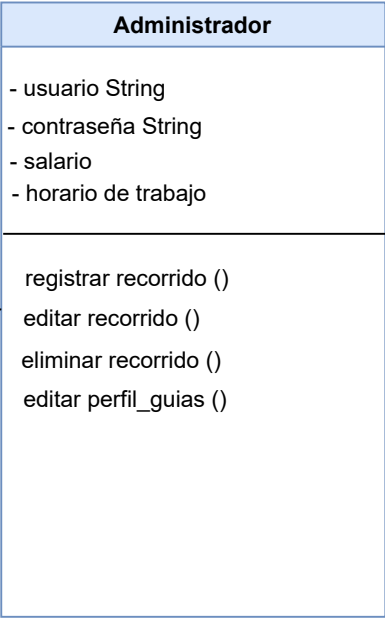 Administrador
- usuario String
- contraseña String
- salario
- horario de trabajo
registrar recorrido ()
editar recorrido ()
eliminar recorrido ()
editar perfil_guias ()